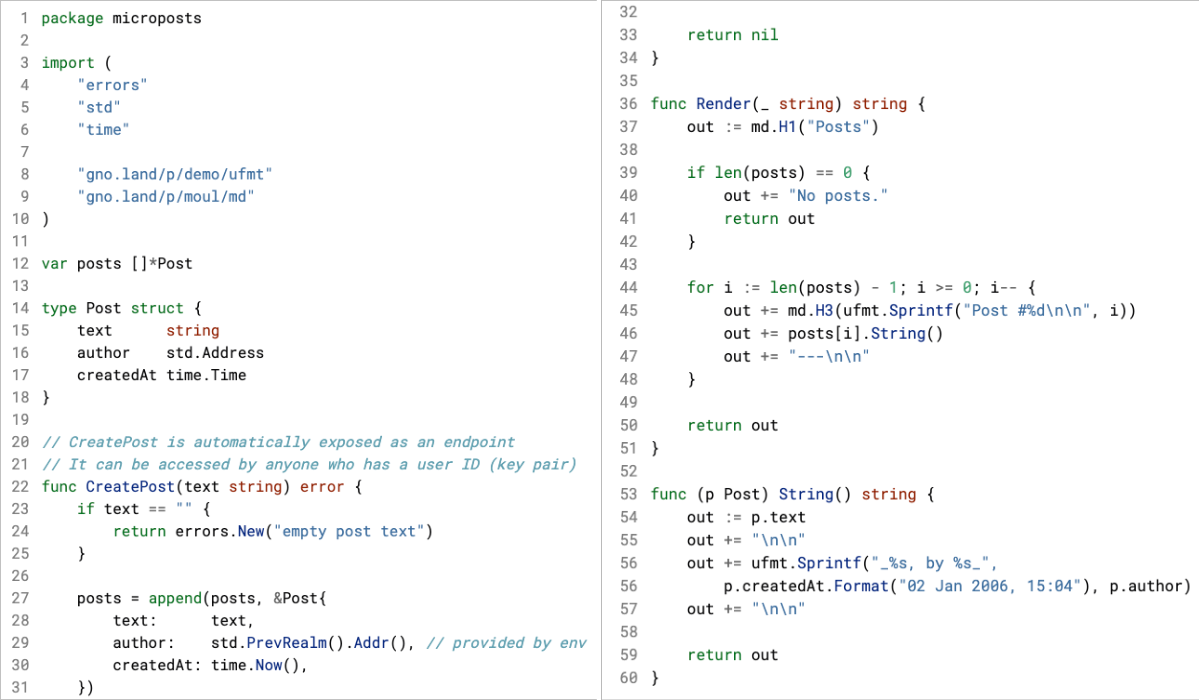 1 package microposts
2
3 import (
4     "errors"
5     "std"
6     "time"
7
8     "gno.land/p/demo/ufmt"
9     "gno.land/p/moul/md"
10 )
11
12 var posts []*Post
13
14 type Post struct {
15     text      string
16     author    std.Address
17     createdAt time.Time
18 }
19
20 // CreatePost is automatically exposed as an endpoint
21 // It can be accessed by anyone who has a user ID (key pair)
22 func CreatePost(text string) error {
23     if text == "" {
24         return errors.New("empty post text")
25     }
26
27     posts = append(posts, &Post{
28         text:      text,
29         author:    std.PrevRealm().Addr(), // provided by env
30         createdAt: time.Now(),
31     })
32
33     return nil
34 }
35
36 func Render(_ string) string {
37     out := md.H1("Posts")
38
39     if len(posts) == 0 {
40         out += "No posts."
41         return out
42     }
43
44     for i := len(posts) - 1; i >= 0; i-- {
45         out += md.H3(ufmt.Sprintf("Post #%d\n\n", i))
46         out += posts[i].String()
47         out += "---\n\n"
48     }
49
50     return out
51 }
52
53 func (p Post) String() string {
54     out := p.text
55     out += "\n\n"
56     out += ufmt.Sprintf("_%s, by %s_",
56         p.createdAt.Format("02 Jan 2006, 15:04"), p.author)
57     out += "\n\n"
58
59     return out
60 }